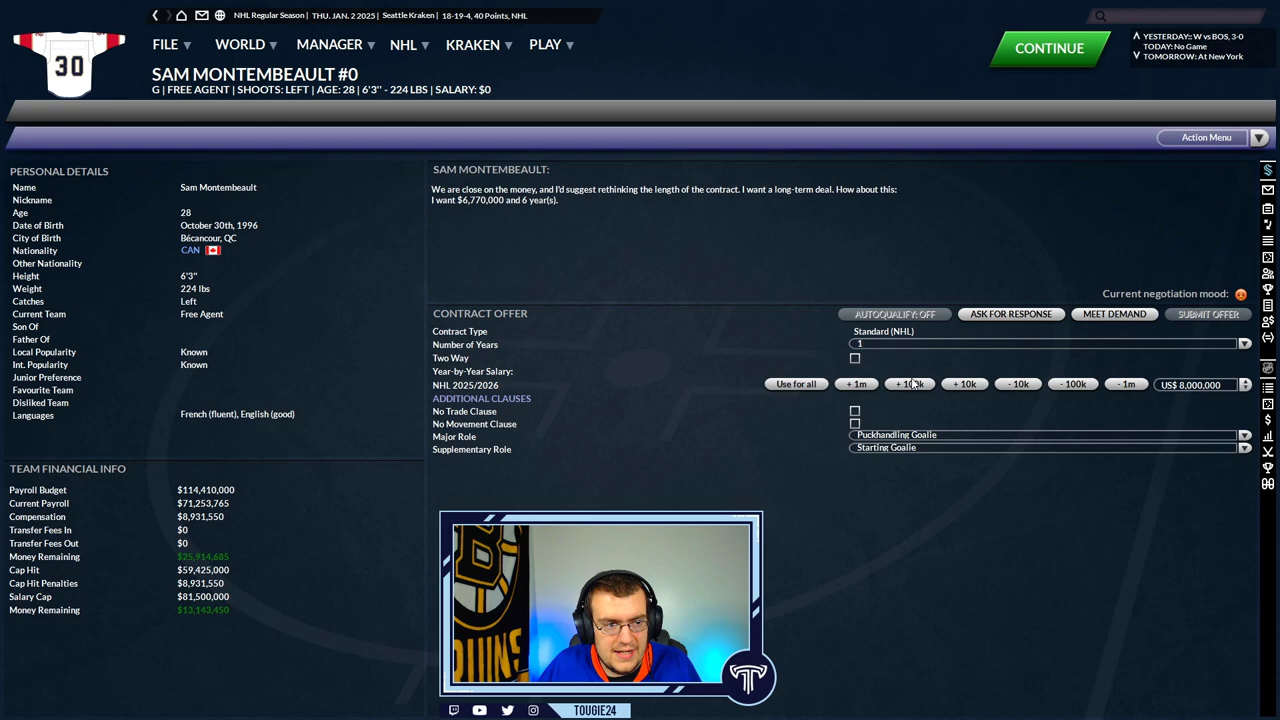 NHL Regular Season | THU. JAN. 2 2025 | Seattle Kraken | 18-19-4, 40 Points, NHL
FILE WORLD MANAGER NHL KRAKEN PLAY
CONTINUE
YESTERDAY: W vs BOS, 3-0
TODAY: No Game
TOMORROW: At New York
30
SAM MONTEMBEAULT #0
G | FREE AGENT | SHOOTS: LEFT | AGE: 28 | 6'3'' - 224 LBS | SALARY: $0
Action Menu
PERSONAL DETAILS
Name Sam Montembeault
Nickname
Age 28
Date of Birth October 30th, 1996
City of Birth Bécancour, QC
Nationality CAN
Other Nationality
Height 6'3''
Weight 224 lbs
Catches Left
Current Team Free Agent
Son Of
Father Of
Local Popularity Known
Int. Popularity Known
Junior Preference
Favourite Team
Disliked Team
Languages French (fluent), English (good)
TEAM FINANCIAL INFO
Payroll Budget $114,410,000
Current Payroll $71,253,765
Compensation $8,931,550
Transfer Fees In $0
Transfer Fees Out $0
Money Remaining $25,914,685
Cap Hit $59,425,000
Cap Hit Penalties $8,931,550
Salary Cap $81,500,000
Money Remaining $13,143,450
SAM MONTEMBEAULT:
We are close on the money, and I'd suggest rethinking the length of the contract. I want a long-term deal. How about this:
I want $6,770,000 and 6 year(s).
Current negotiation mood:
CONTRACT OFFER AUTOQUALIFY: OFF ASK FOR RESPONSE MEET DEMAND SUBMIT OFFER
Contract Type Standard (NHL)
Number of Years 1
Two Way
Year-by-Year Salary:
NHL 2025/2026 Use for all + 1m + 100k + 10k - 10k - 100k - 1m US$ 8,000,000
ADDITIONAL CLAUSES
No Trade Clause
No Movement Clause
Major Role Puckhandling Goalie
Supplementary Role Starting Goalie
TOUGIE24